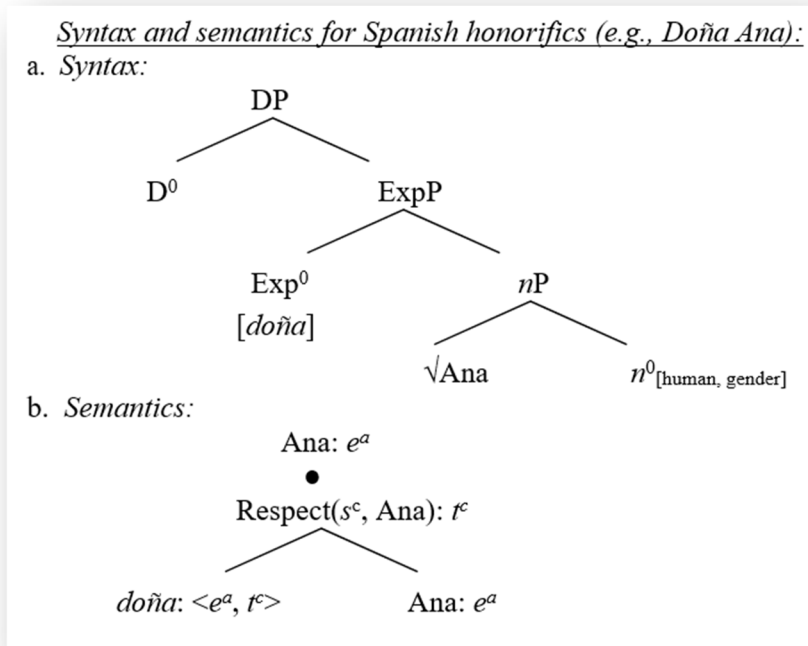 Syntax and semantics for Spanish honorifics (e.g., Doña Ana):
a. Syntax:
DP
D⁰ ExpP
Exp⁰ nP
[doña]
√Ana n⁰[human, gender]
b. Semantics:
Ana: eᵃ
●
Respect(sᶜ, Ana): tᶜ
doña: <eᵃ, tᶜ> Ana: eᵃ